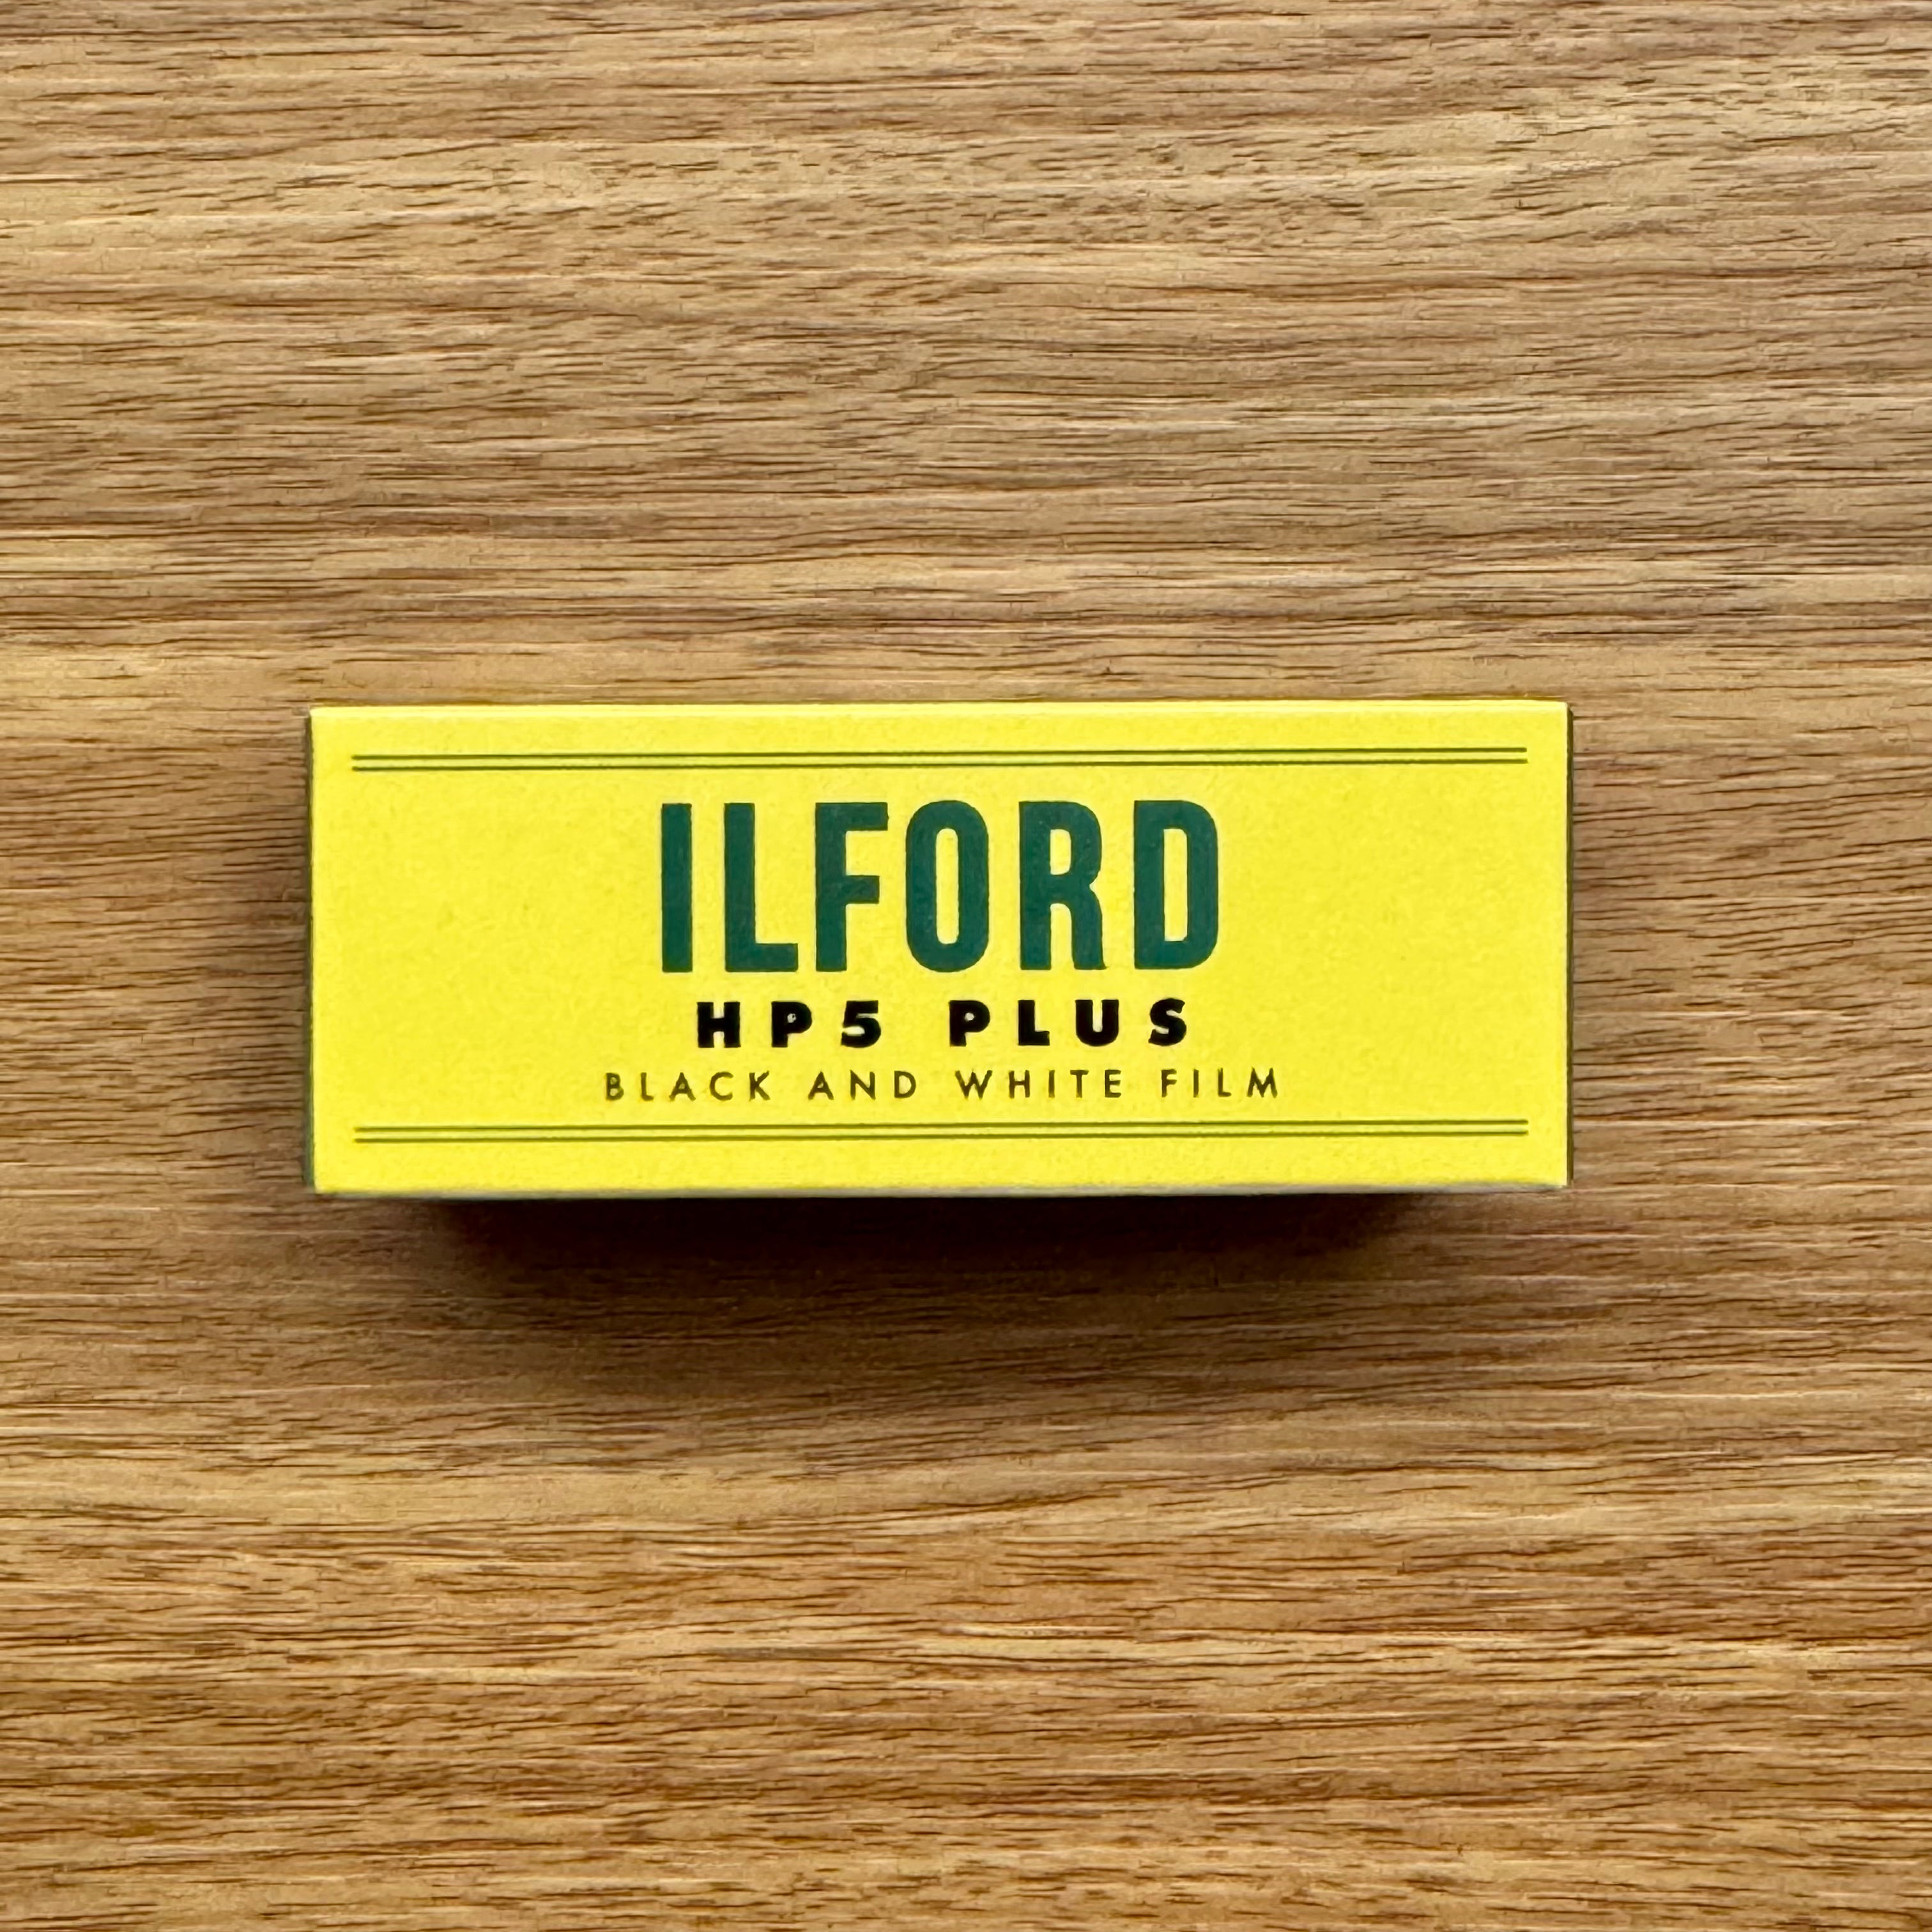 ILFORD
HP5 PLUS
BLACK AND WHITE FILM